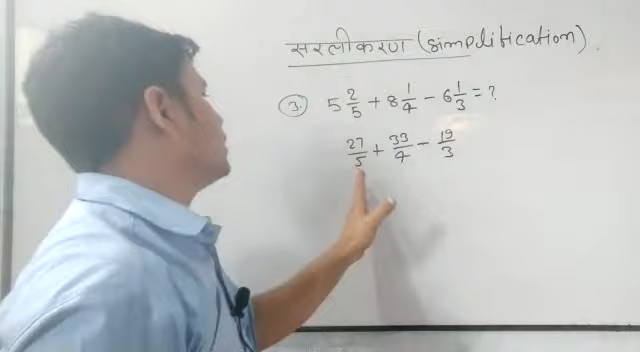 सरलीकरण (simplification)
3. 5 2/5 + 8 1/4 - 6 1/3 = ?
27/5 + 33/4 - 19/3